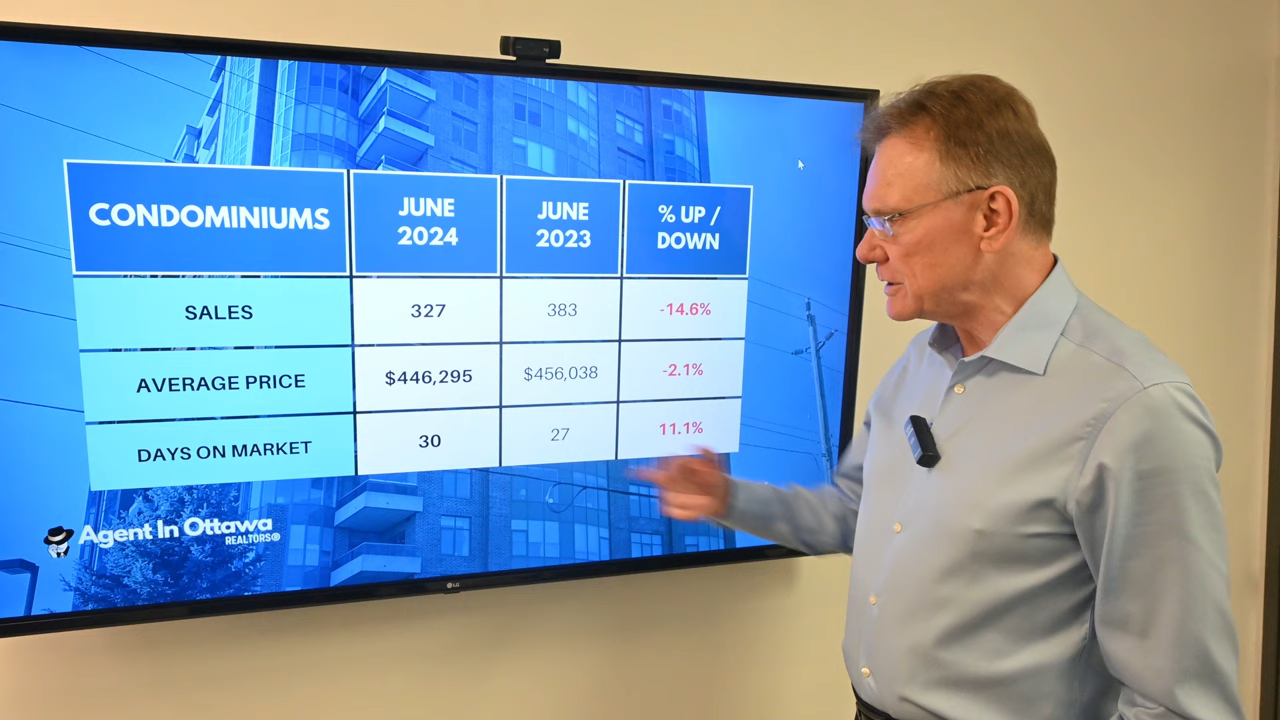 CONDOMINIUMS
JUNE
2024
JUNE
2023
% UP /
DOWN
SALES
327
383
-14.6%
AVERAGE PRICE
$446,295
$456,038
-2.1%
DAYS ON MARKET
30
27
11.1%
Agent In Ottawa
REALTORS®
LG